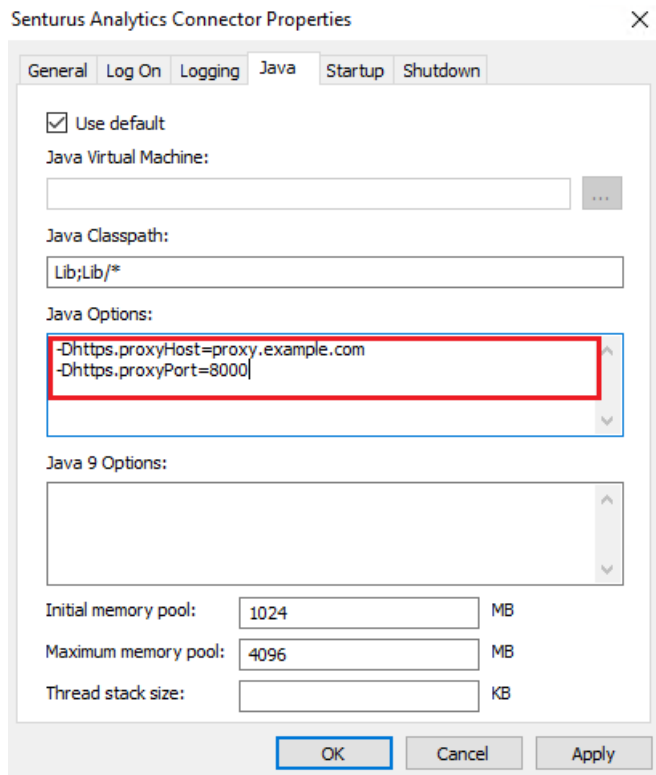 Senturus Analytics Connector Properties
General Log On Logging Java Startup Shutdown
Use default
Java Virtual Machine:
...
Java Classpath:
Lib;Lib/*
Java Options:
-Dhttps.proxyHost=proxy.example.com
-Dhttps.proxyPort=8000
Java 9 Options:
Initial memory pool: 1024 MB
Maximum memory pool: 4096 MB
Thread stack size: KB
OK Cancel Apply